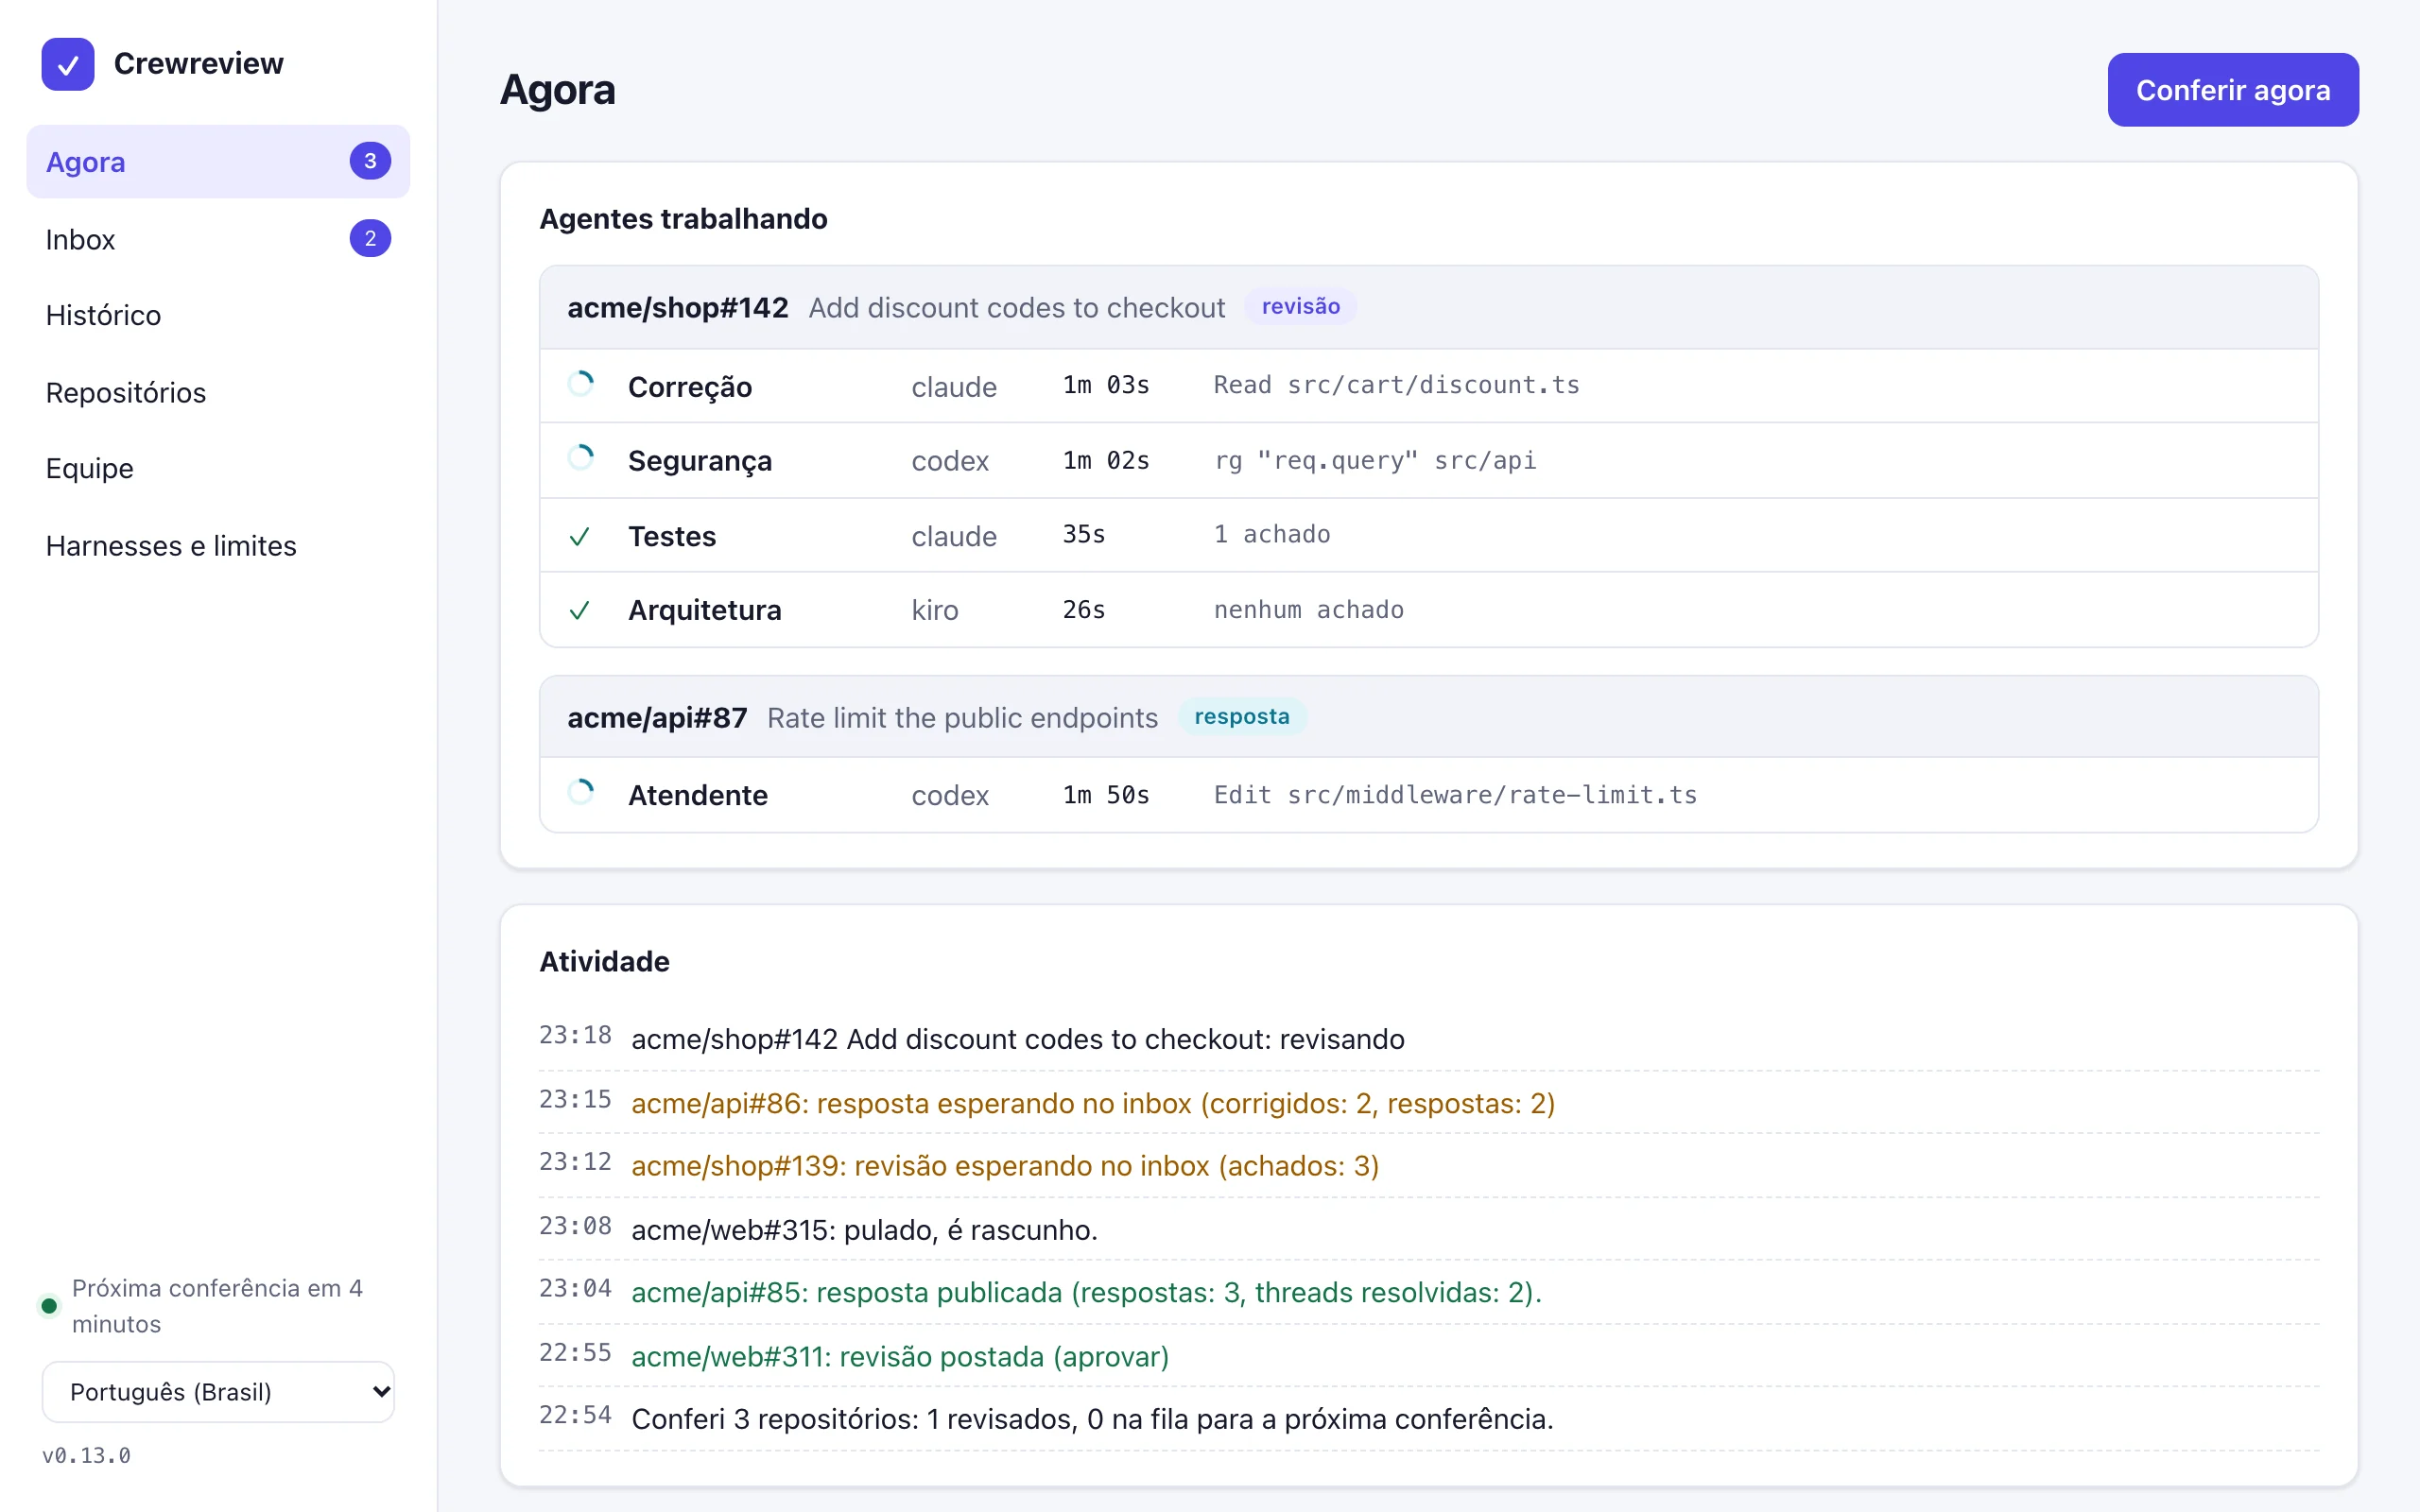 Crewreview
Agora 3
Inbox 2
Histórico
Repositórios
Equipe
Harnesses e limites
Próxima conferência em 4
minutos
Português (Brasil)
v0.13.0
Agora
Conferir agora
Agentes trabalhando
acme/shop#142 Add discount codes to checkout revisão
Correção claude 1m 03s Read src/cart/discount.ts
Segurança codex 1m 02s rg "req.query" src/api
Testes claude 35s 1 achado
Arquitetura kiro 26s nenhum achado
acme/api#87 Rate limit the public endpoints resposta
Atendente codex 1m 50s Edit src/middleware/rate-limit.ts
Atividade
23:18 acme/shop#142 Add discount codes to checkout: revisando
23:15 acme/api#86: resposta esperando no inbox (corrigidos: 2, respostas: 2)
23:12 acme/shop#139: revisão esperando no inbox (achados: 3)
23:08 acme/web#315: pulado, é rascunho.
23:04 acme/api#85: resposta publicada (respostas: 3, threads resolvidas: 2).
22:55 acme/web#311: revisão postada (aprovar)
22:54 Conferi 3 repositórios: 1 revisados, 0 na fila para a próxima conferência.